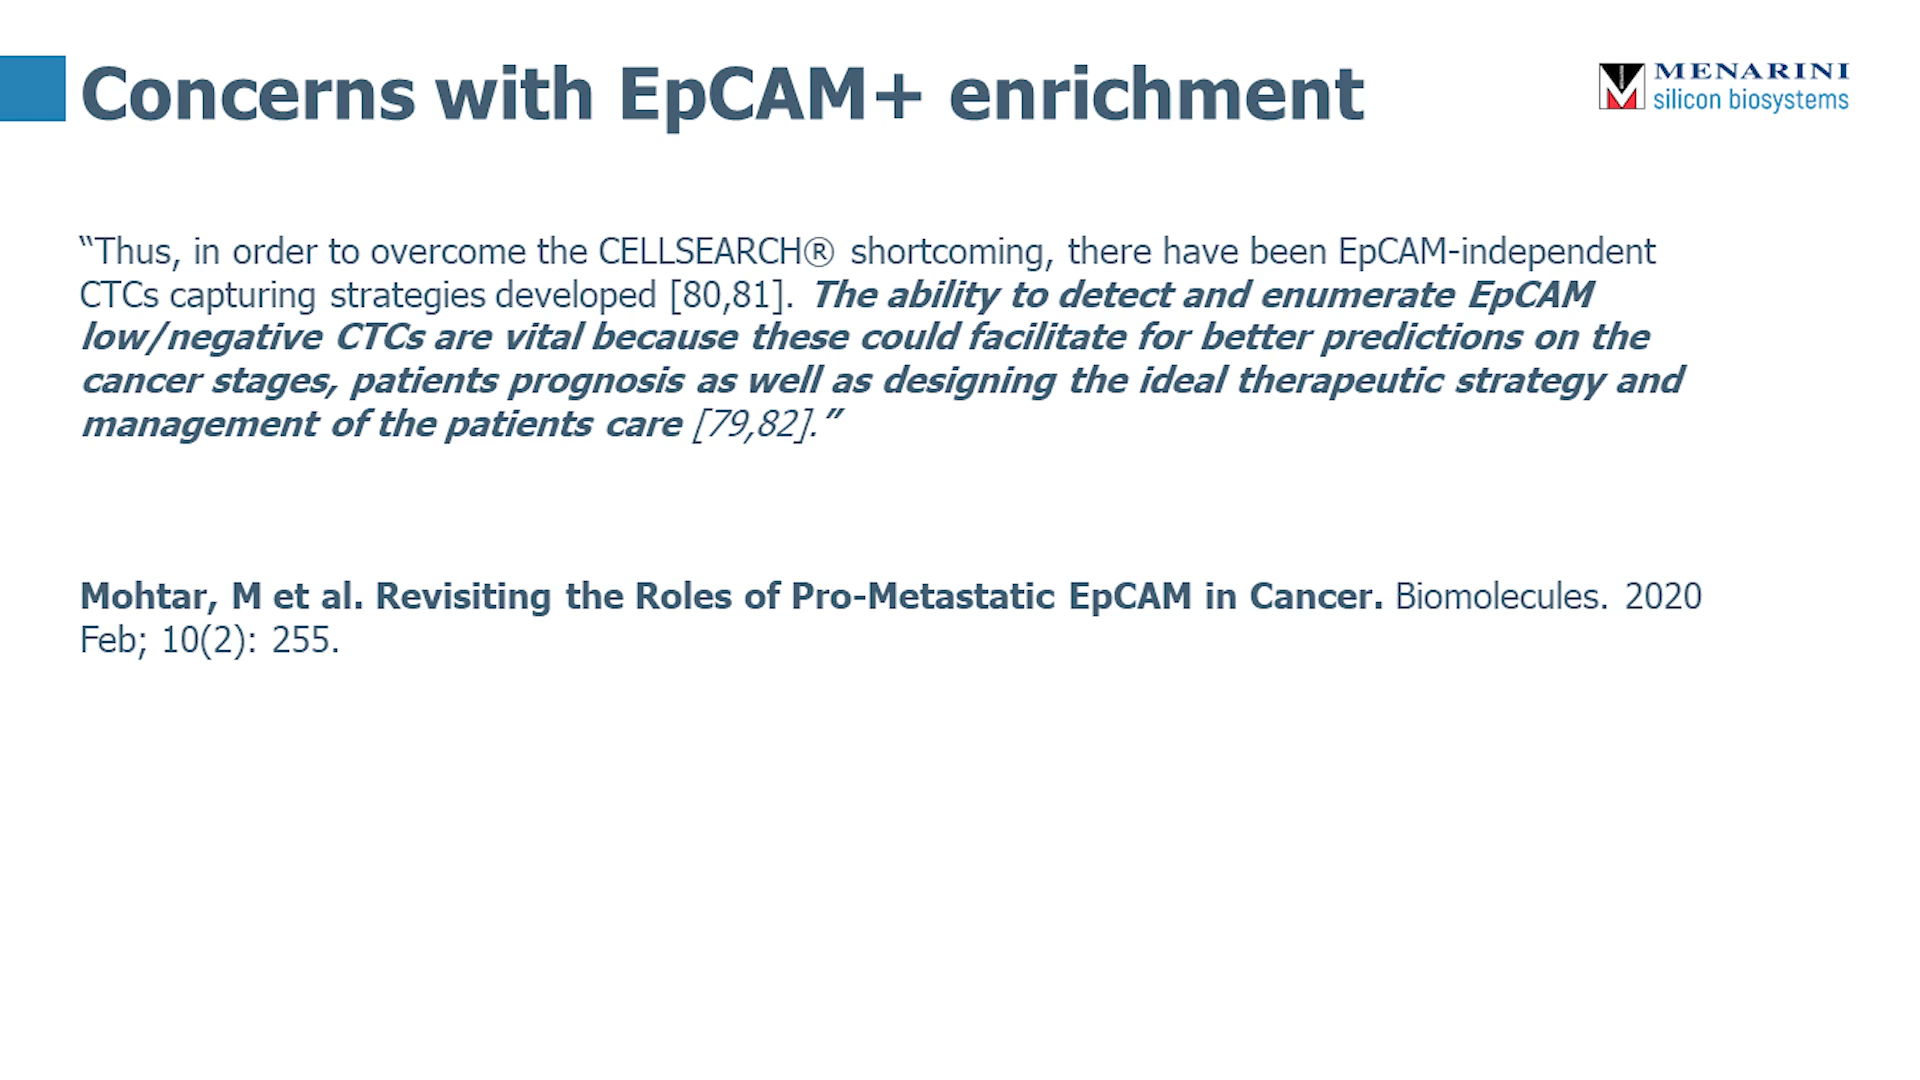 Concerns with EpCAM+ enrichment
MENARINI
silicon biosystems
“Thus, in order to overcome the CELLSEARCH® shortcoming, there have been EpCAM-independent
CTCs capturing strategies developed [80,81]. The ability to detect and enumerate EpCAM
low/negative CTCs are vital because these could facilitate for better predictions on the
cancer stages, patients prognosis as well as designing the ideal therapeutic strategy and
management of the patients care [79,82].”
Mohtar, M et al. Revisiting the Roles of Pro-Metastatic EpCAM in Cancer. Biomolecules. 2020
Feb; 10(2): 255.